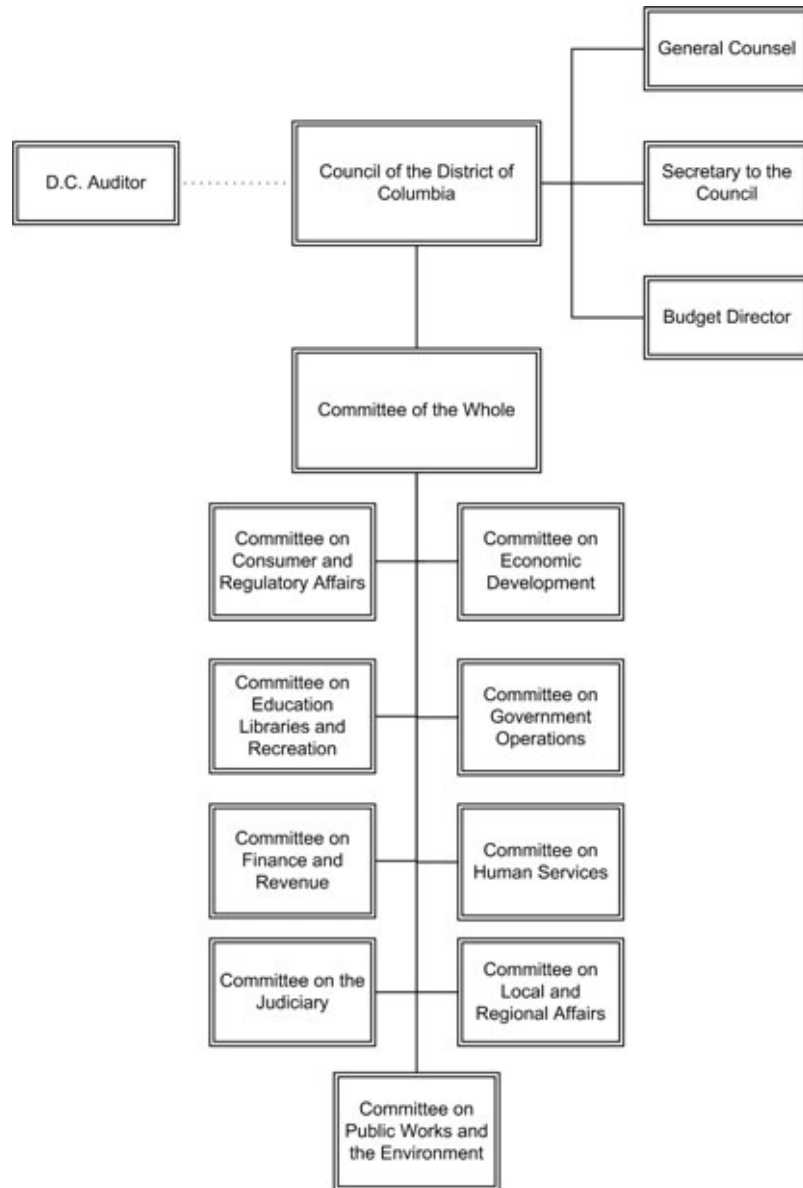 General Counsel
D.C. Auditor
Council of the District of
Columbia
Secretary to the
Council
Budget Director
Committee of the Whole
Committee on
Consumer and
Regulatory Affairs
Committee on
Economic
Development
Committee on
Education
Libraries and
Recreation
Committee on
Government
Operations
Committee on
Finance and
Revenue
Committee on
Human Services
Committee on the
Judiciary
Committee on
Local and
Regional Affairs
Committee on
Public Works and
the Environment